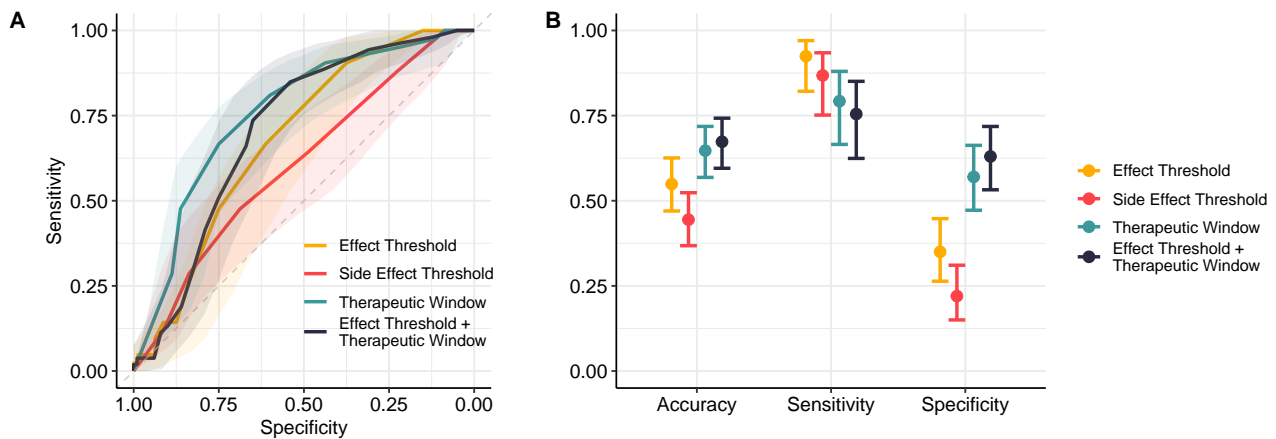 A
1.00
0.75
0.50
0.25
0.00
Sensitivity
Effect Threshold
Side Effect Threshold
Therapeutic Window
Effect Threshold +
Therapeutic Window
1.00
0.75
0.50
0.25
0.00
Specificity
B
1.00
0.75
0.50
0.25
0.00
Accuracy
Sensitivity
Specificity
Effect Threshold
Side Effect Threshold
Therapeutic Window
Effect Threshold +
Therapeutic Window